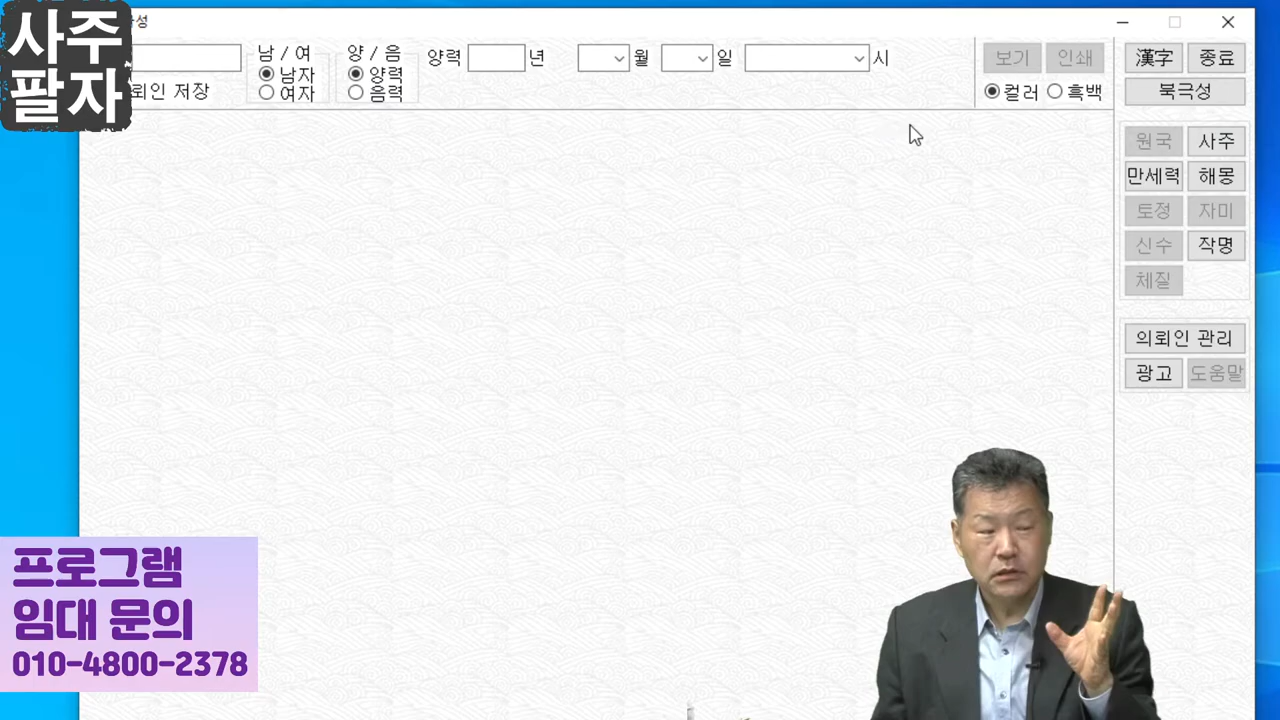 사주
팔자
성
남 / 여
양 / 음
양력 년 월 일 시
보기 인쇄
漢字 종료
남자
양력
뢰인 저장
여자
음력
컬러 흑백
북극성
원국 사주
만세력 해몽
토정 자미
신수 작명
체질
의뢰인 관리
광고 도움말
프로그램
임대 문의
010-4800-2378